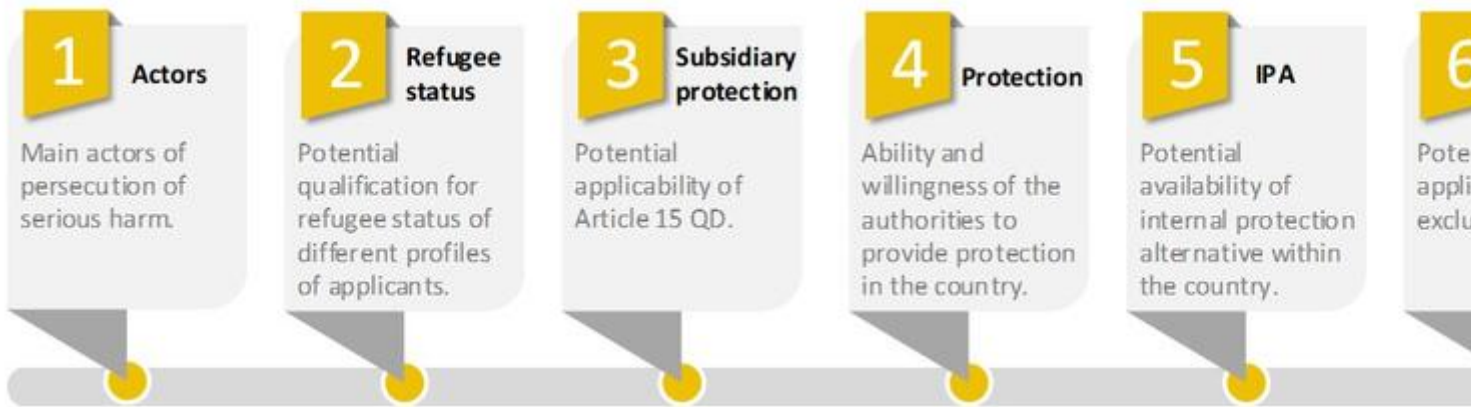 1
Actors
Main actors of
persecution of
serious harm.
2
Refugee
status
Potential
qualification for
refugee status of
different profiles
of applicants.
3
Subsidiary
protection
Potential
applicability of
Article 15 QD.
4
Protection
Ability and
willingness of the
authorities to
provide protection
in the country.
5
IPA
Potential
availability of
internal protection
alternative within
the country.
6